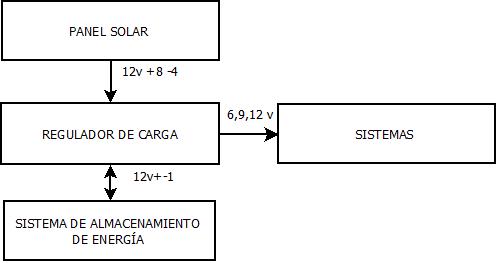 PANEL SOLAR
12v +8 -4
REGULADOR DE CARGA
6,9,12 v
SISTEMAS
12v+-1
SISTEMA DE ALMACENAMIENTO
DE ENERGÍA